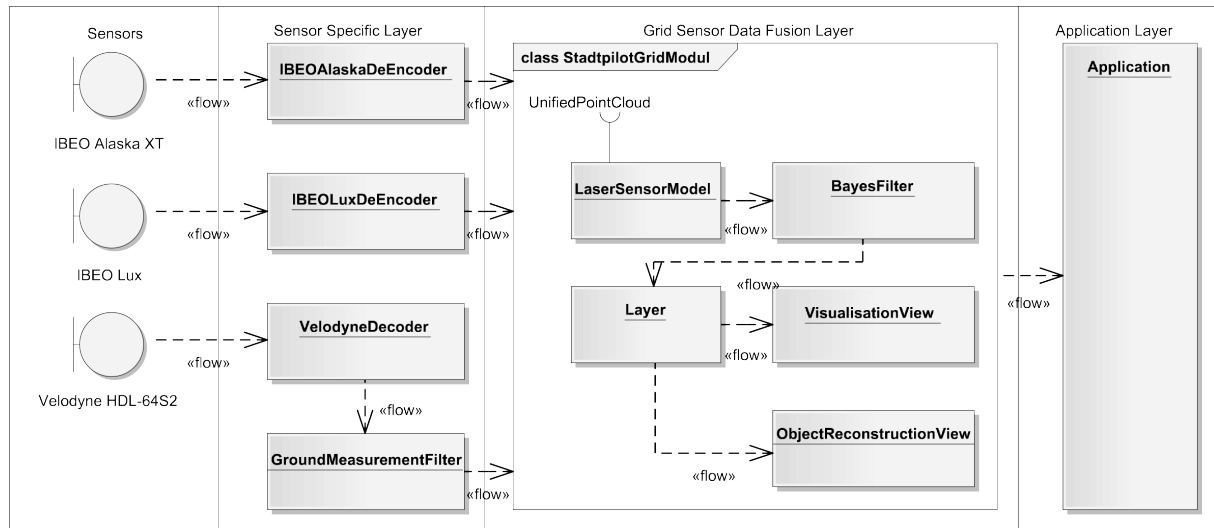 Sensors
Sensor Specific Layer
Grid Sensor Data Fusion Layer
Application Layer
class StadtpilotGridModul
IBEOAlaskaDeEncoder
Application
«flow»
«flow»
UnifiedPointCloud
IBEO Alaska XT
LaserSensorModel
BayesFilter
IBEOLuxDeEncoder
«flow»
«flow»
«flow»
IBEO Lux
«flow»
«flow»
Layer
VisualisationView
VelodyneDecoder
«flow»
«flow»
Velodyne HDL-64S2
«flow»
ObjectReconstructionView
GroundMeasurementFilter
«flow»
«flow»